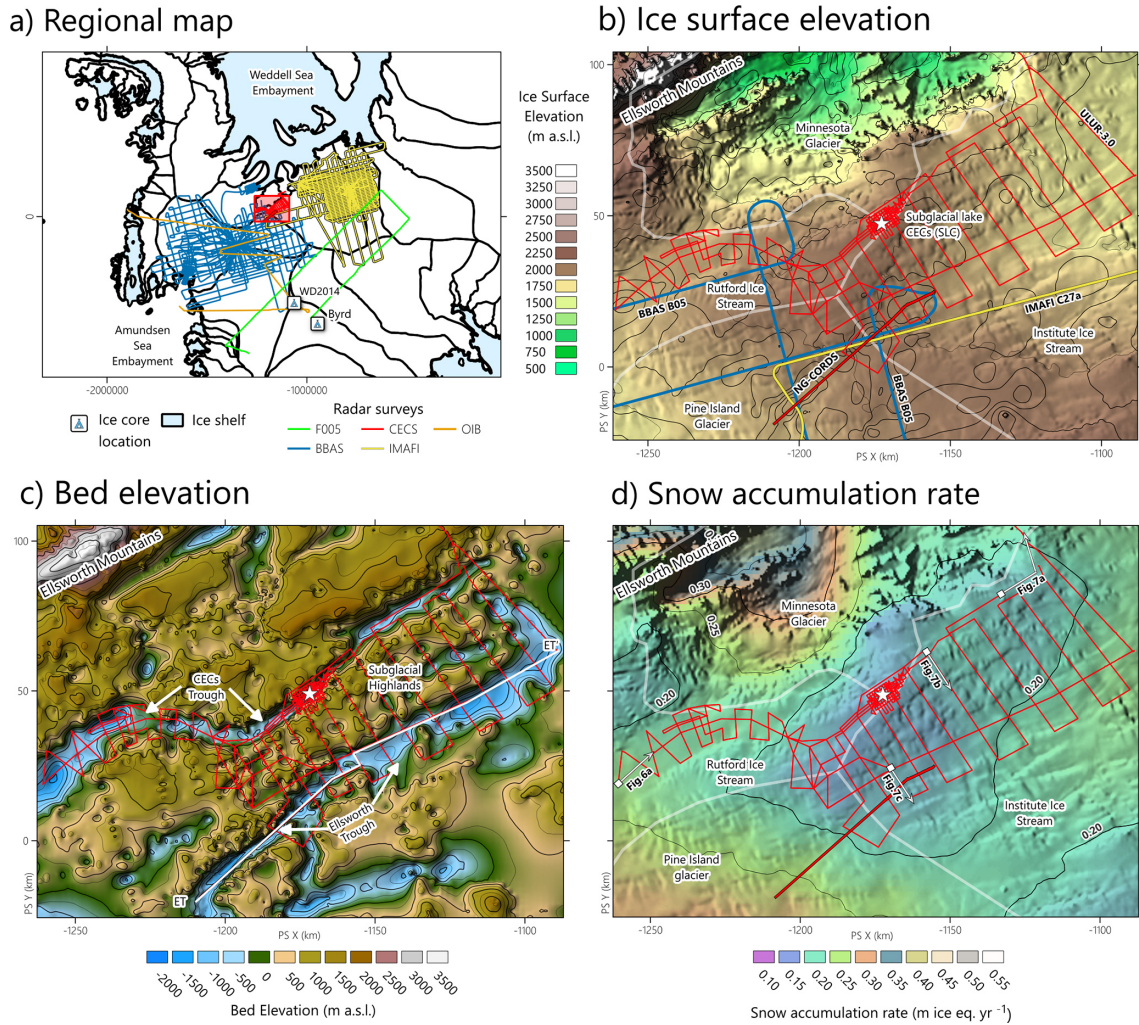 a) Regional map
Weddell Sea
Embayment
0
WD2014
Byrd
Amundsen
Sea
Embayment
-2000000
-1000000
Ice core
location
Ice shelf
Radar surveys
F005
CECS
OIB
BBAS
IMAFI
Ice Surface
Elevation
(m a.s.l.)
3500
3250
3000
2750
2500
2250
2000
1750
1500
1250
1000
750
500
b) Ice surface elevation
100
50
0
PS Y (km)
Ellsworth Mountains
Minnesota
Glacier
ULUR-3.0
Subglacial lake
CECs (SLC)
Rutford Ice
Stream
BBAS B05
IMAFI C27a
Institute Ice
Stream
NG-CORDS
BBAS B05
Pine Island
Glacier
-1250
-1200
PS X (km)
-1150
-1100
c) Bed elevation
100
50
0
PS Y (km)
Ellsworth Mountains
CECs
Trough
Subglacial
Highlands
ET'
Ellsworth
Trough
ET
-1250
-1200
PS X (km)
-1150
-1100
-2000
-1500
-1000
-500
0
500
1000
1500
2000
2500
3000
3500
Bed Elevation (m a.s.l.)
d) Snow accumulation rate
100
50
0
PS Y (km)
Ellsworth Mountains
0.30
0.25
0.20
Minnesota
Glacier
Fig.7a
Fig.7b
0.20
Rutford Ice
Stream
Fig.6a
Fig.7c
Institute Ice
Stream
0.20
Pine Island
glacier
-1250
-1200
PS X (km)
-1150
-1100
0.10
0.15
0.20
0.25
0.30
0.35
0.40
0.45
0.50
0.55
Snow accumulation rate (m ice eq. yr -1)